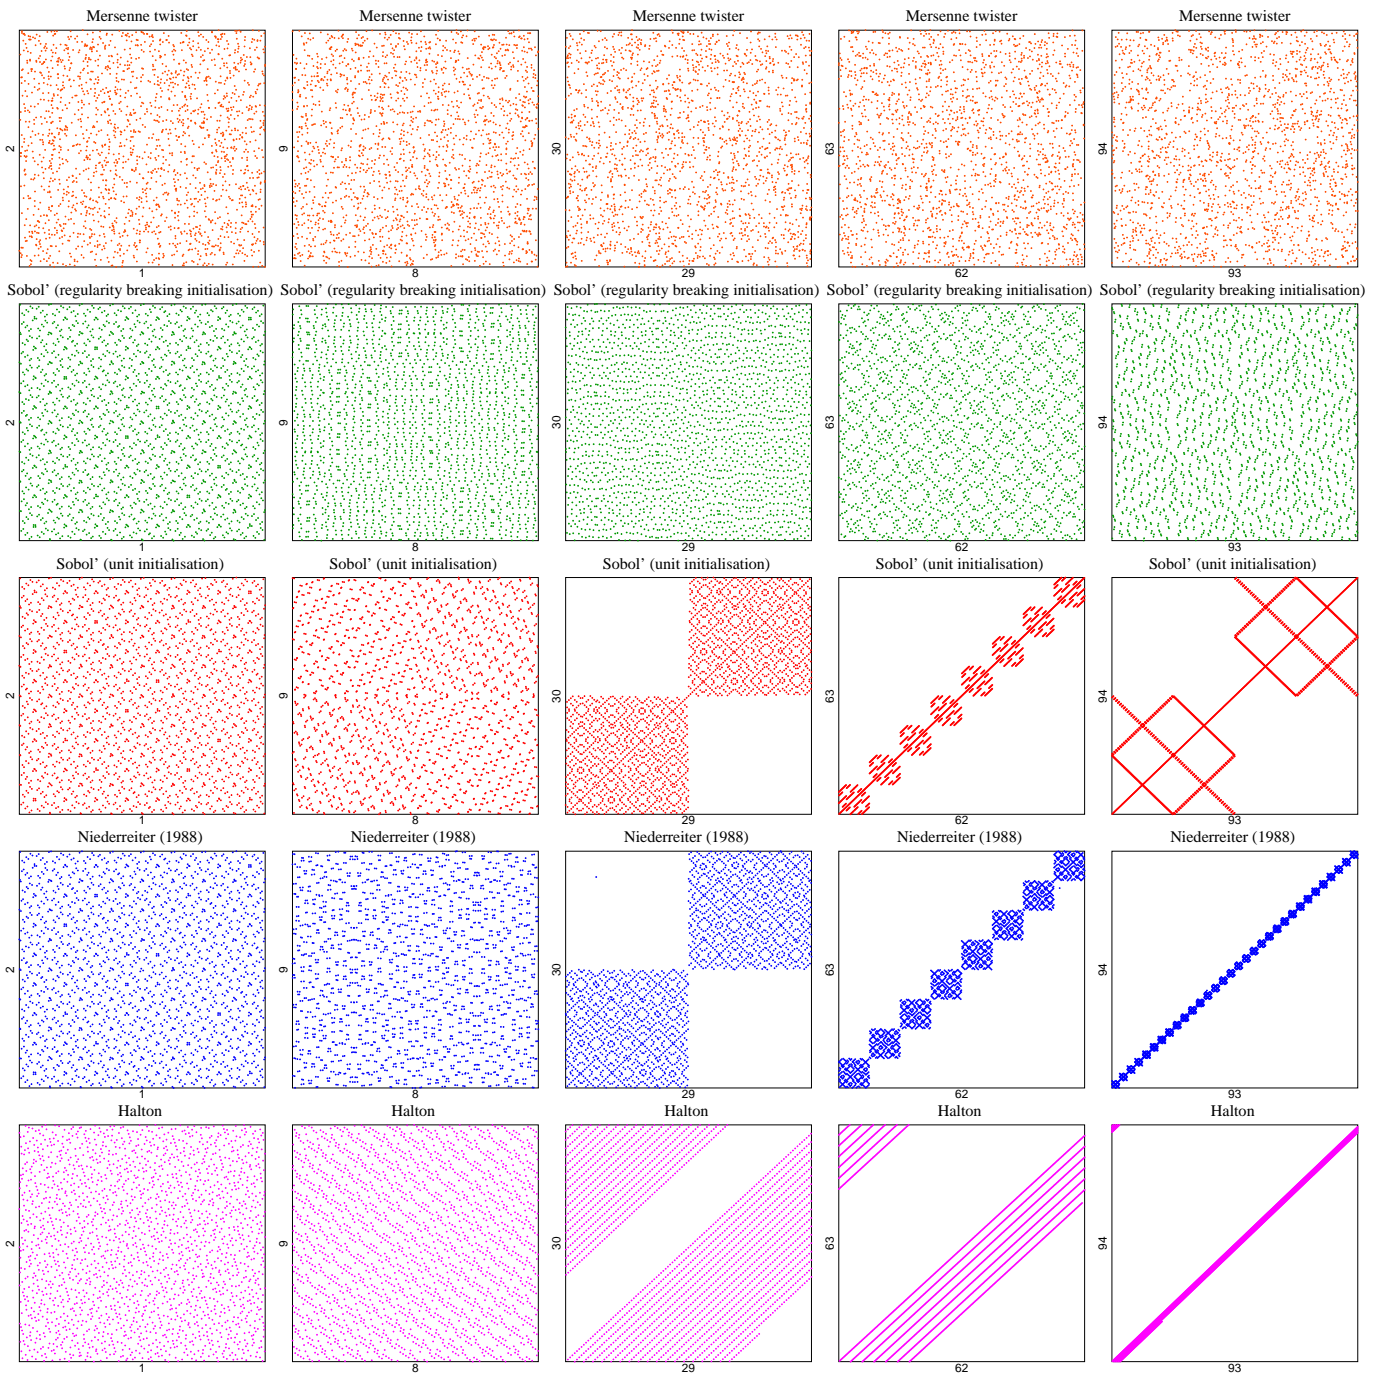 Mersenne twister Mersenne twister Mersenne twister Mersenne twister Mersenne twister
2 9 30 63 94
1 8 29 62 93
Sobol’ (regularity breaking initialisation) Sobol’ (regularity breaking initialisation) Sobol’ (regularity breaking initialisation) Sobol’ (regularity breaking initialisation) Sobol’ (regularity breaking initialisation)
2 9 30 63 94
1 8 29 62 93
Sobol’ (unit initialisation) Sobol’ (unit initialisation) Sobol’ (unit initialisation) Sobol’ (unit initialisation) Sobol’ (unit initialisation)
2 9 30 63 94
1 8 29 62 93
Niederreiter (1988) Niederreiter (1988) Niederreiter (1988) Niederreiter (1988) Niederreiter (1988)
2 9 30 63 94
1 8 29 62 93
Halton Halton Halton Halton Halton
2 9 30 63 94
1 8 29 62 93